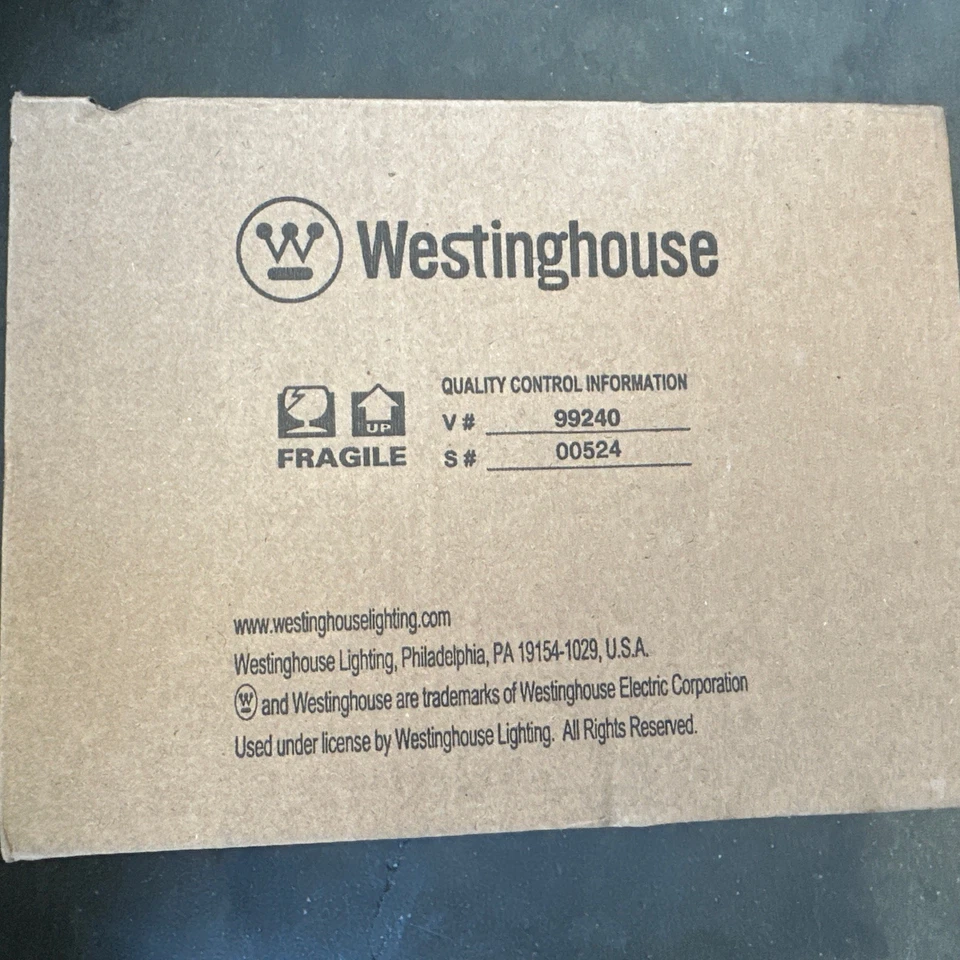 W Westinghouse
UP
FRAGILE
QUALITY CONTROL INFORMATION
V # 99240
S # 00524
www.westinghouselighting.com
Westinghouse Lighting, Philadelphia, PA 19154-1029, U.S.A.
W and Westinghouse are trademarks of Westinghouse Electric Corporation
Used under license by Westinghouse Lighting. All Rights Reserved.